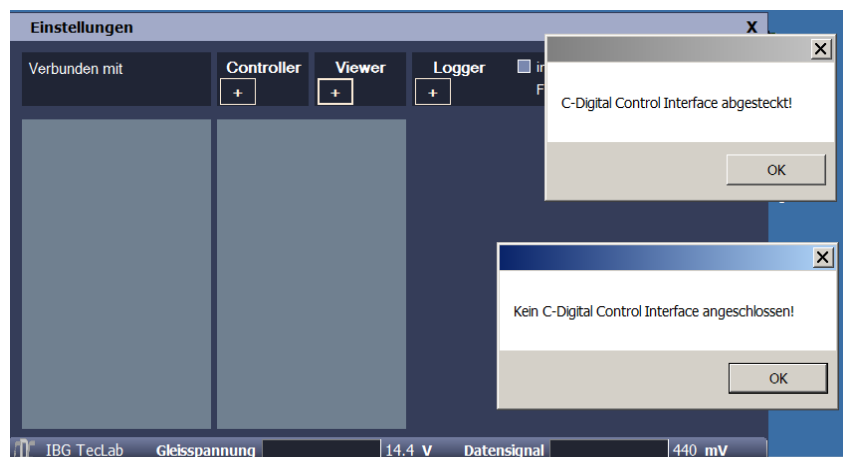 Einstellungen X
Verbunden mit
Controller Viewer Logger
+ + +
C-Digital Control Interface abgesteckt!
OK
Kein C-Digital Control Interface angeschlossen!
OK
IBG TecLab Gleisspannung 14.4 V Datensignal 440 mV